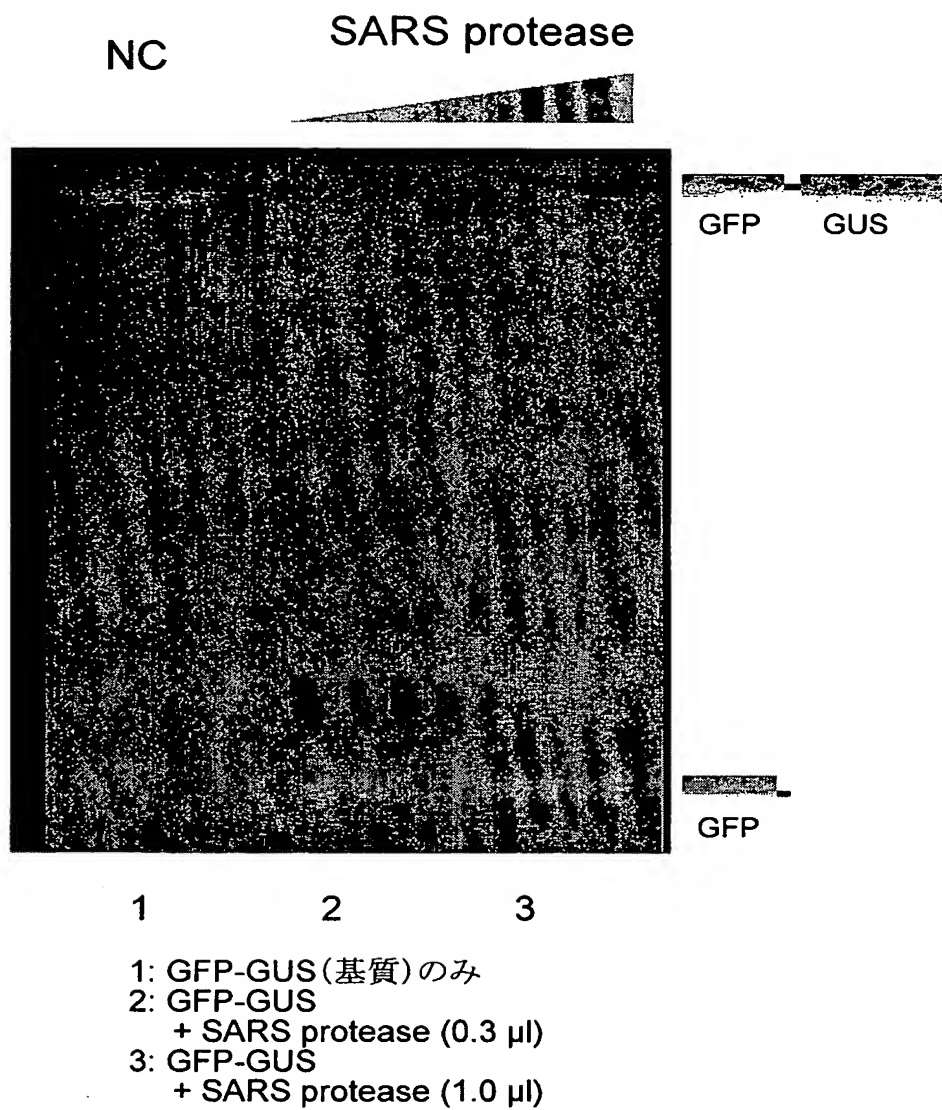 NC
SARS protease
GFP GUS
GFP
1 2 3
1: GFP-GUS(基質)のみ
2: GFP-GUS
+ SARS protease (0.3 μl)
3: GFP-GUS
+ SARS protease (1.0 μl)